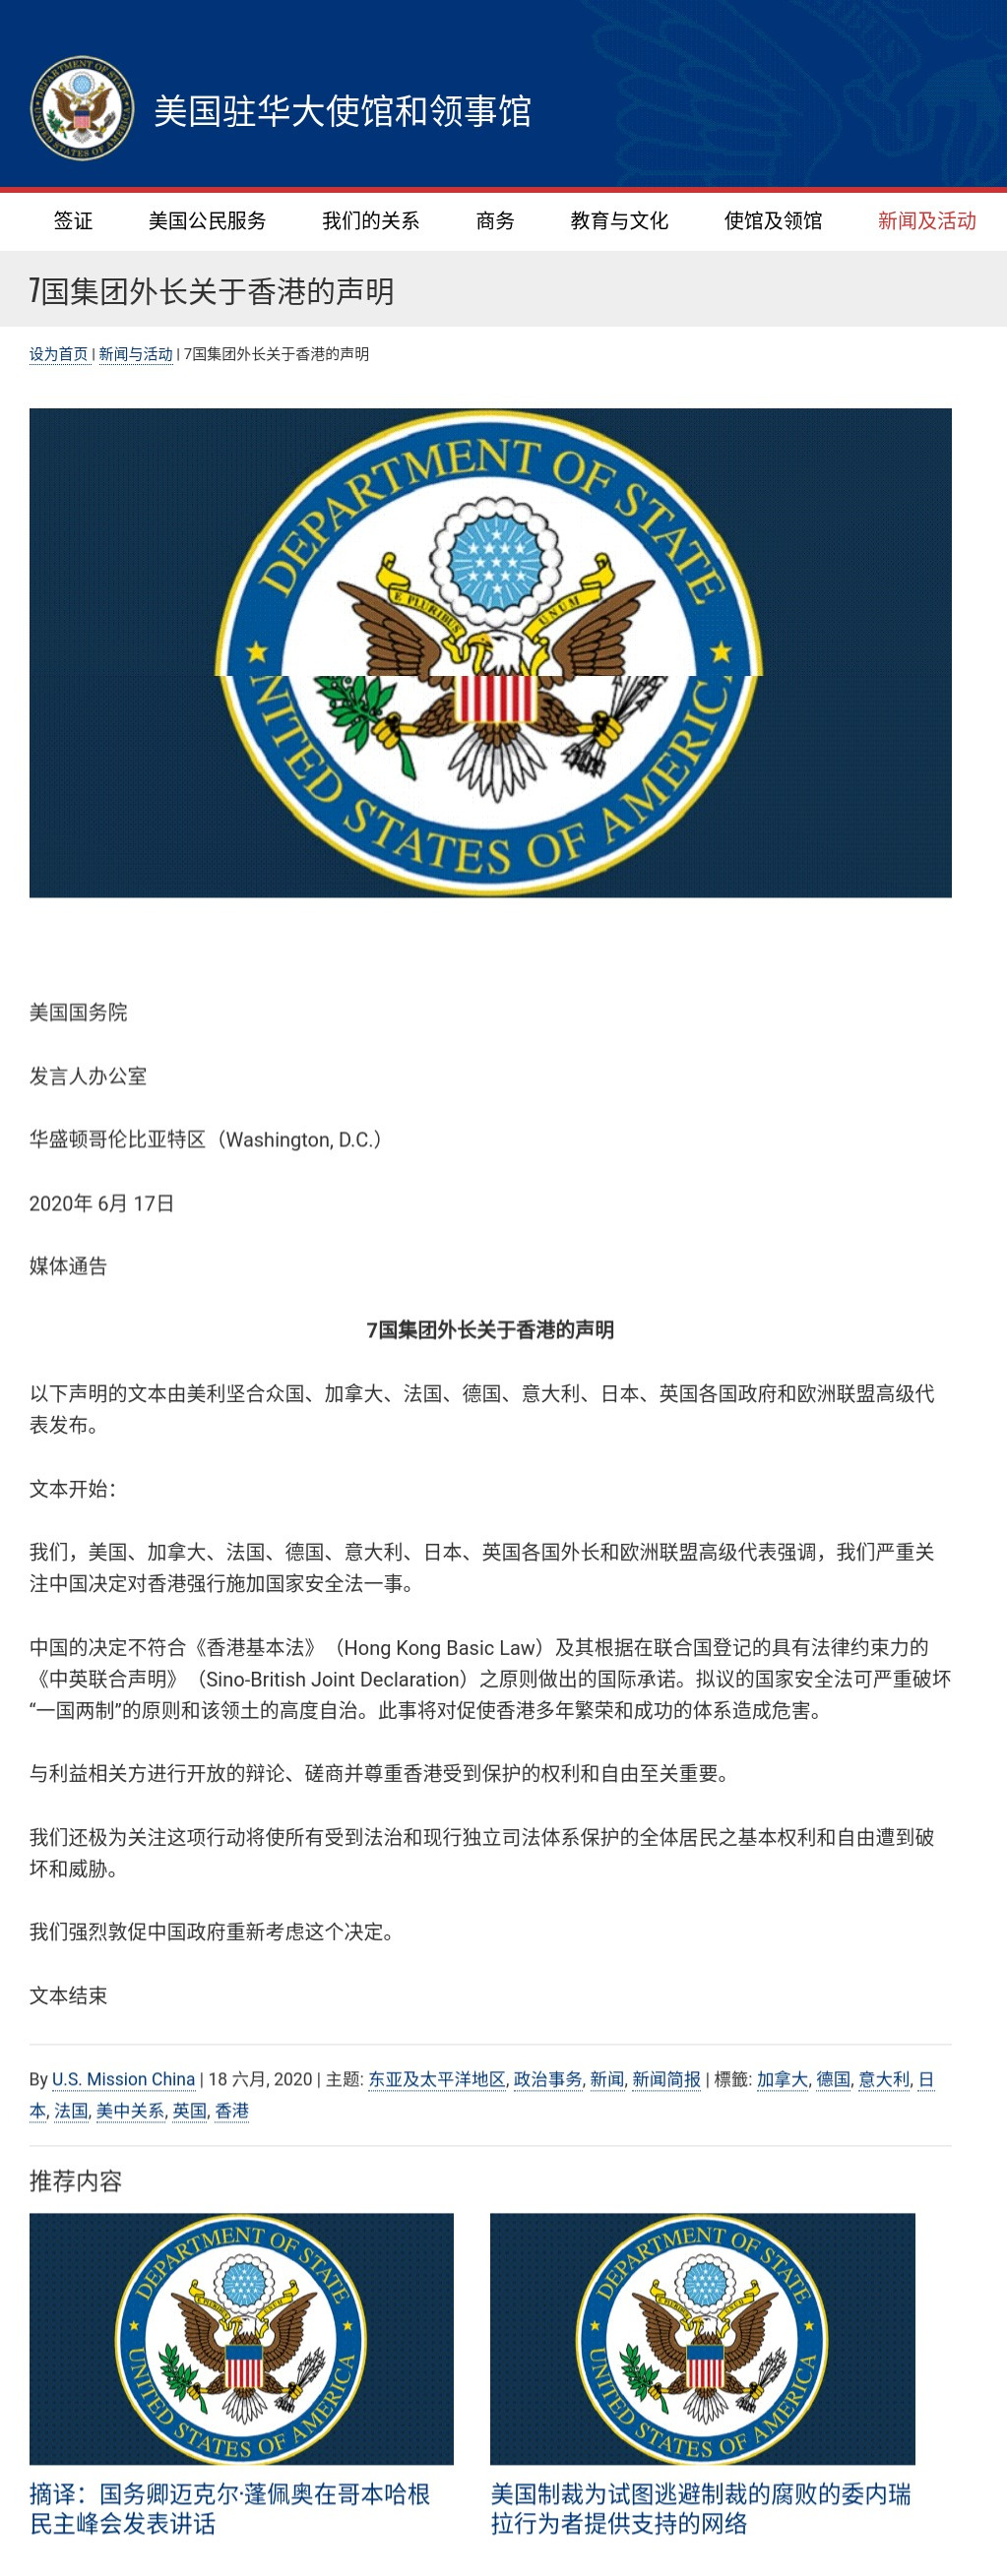 美国驻华大使馆和领事馆
签证 美国公民服务 我们的关系 商务 教育与文化 使馆及领馆 新闻及活动
7国集团外长关于香港的声明
设为首页 | 新闻与活动 | 7国集团外长关于香港的声明
DEPARTMENT OF STATE
E PLURIBUS UNUM
UNITED STATES OF AMERICA
美国国务院
发言人办公室
华盛顿哥伦比亚特区（Washington, D.C.）
2020年 6月 17日
媒体通告
7国集团外长关于香港的声明
以下声明的文本由美利坚合众国、加拿大、法国、德国、意大利、日本、英国各国政府和欧洲联盟高级代
表发布。
文本开始：
我们，美国、加拿大、法国、德国、意大利、日本、英国各国外长和欧洲联盟高级代表强调，我们严重关
注中国决定对香港强行施加国家安全法一事。
中国的决定不符合《香港基本法》（Hong Kong Basic Law）及其根据在联合国登记的具有法律约束力的
《中英联合声明》（Sino-British Joint Declaration）之原则做出的国际承诺。拟议的国家安全法可严重破坏
“一国两制”的原则和该领土的高度自治。此事将对促使香港多年繁荣和成功的体系造成危害。
与利益相关方进行开放的辩论、磋商并尊重香港受到保护的权利和自由至关重要。
我们还极为关注这项行动将使所有受到法治和现行独立司法体系保护的全体居民之基本权利和自由遭到破
坏和威胁。
我们强烈敦促中国政府重新考虑这个决定。
文本结束
By U.S. Mission China | 18 六月, 2020 | 主题: 东亚及太平洋地区, 政治事务, 新闻, 新闻简报 | 標籤: 加拿大, 德国, 意大利, 日
本, 法国, 美中关系, 英国, 香港
推荐内容
DEPARTMENT OF STATE
UNITED STATES OF AMERICA
DEPARTMENT OF STATE
UNITED STATES OF AMERICA
摘译：国务卿迈克尔·蓬佩奥在哥本哈根
民主峰会发表讲话
美国制裁为试图逃避制裁的腐败的委内瑞
拉行为者提供支持的网络